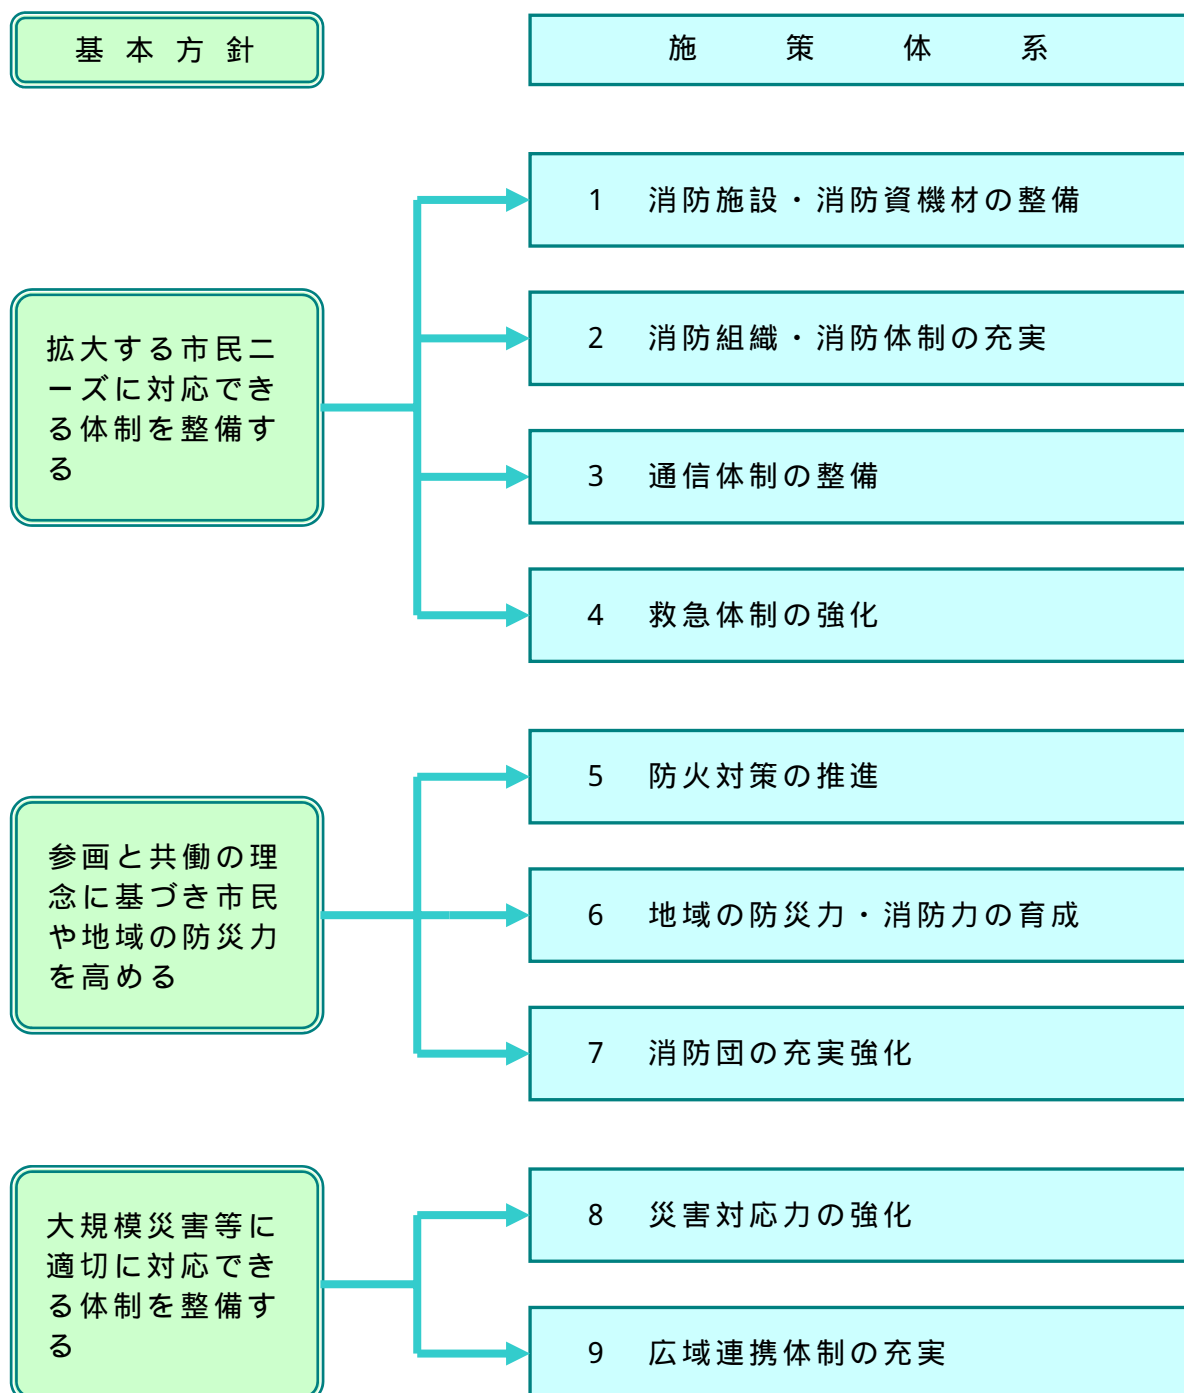 基本方針
施策体系
1 消防施設・消防資機材の整備
2 消防組織・消防体制の充実
拡大する市民ニ
ーズに対応でき
る体制を整備す
る
3 通信体制の整備
4 救急体制の強化
5 防火対策の推進
参画と共働の理
念に基づき市民
や地域の防災力
を高める
6 地域の防災力・消防力の育成
7 消防団の充実強化
8 災害対応力の強化
大規模災害等に
適切に対応でき
る体制を整備す
る
9 広域連携体制の充実